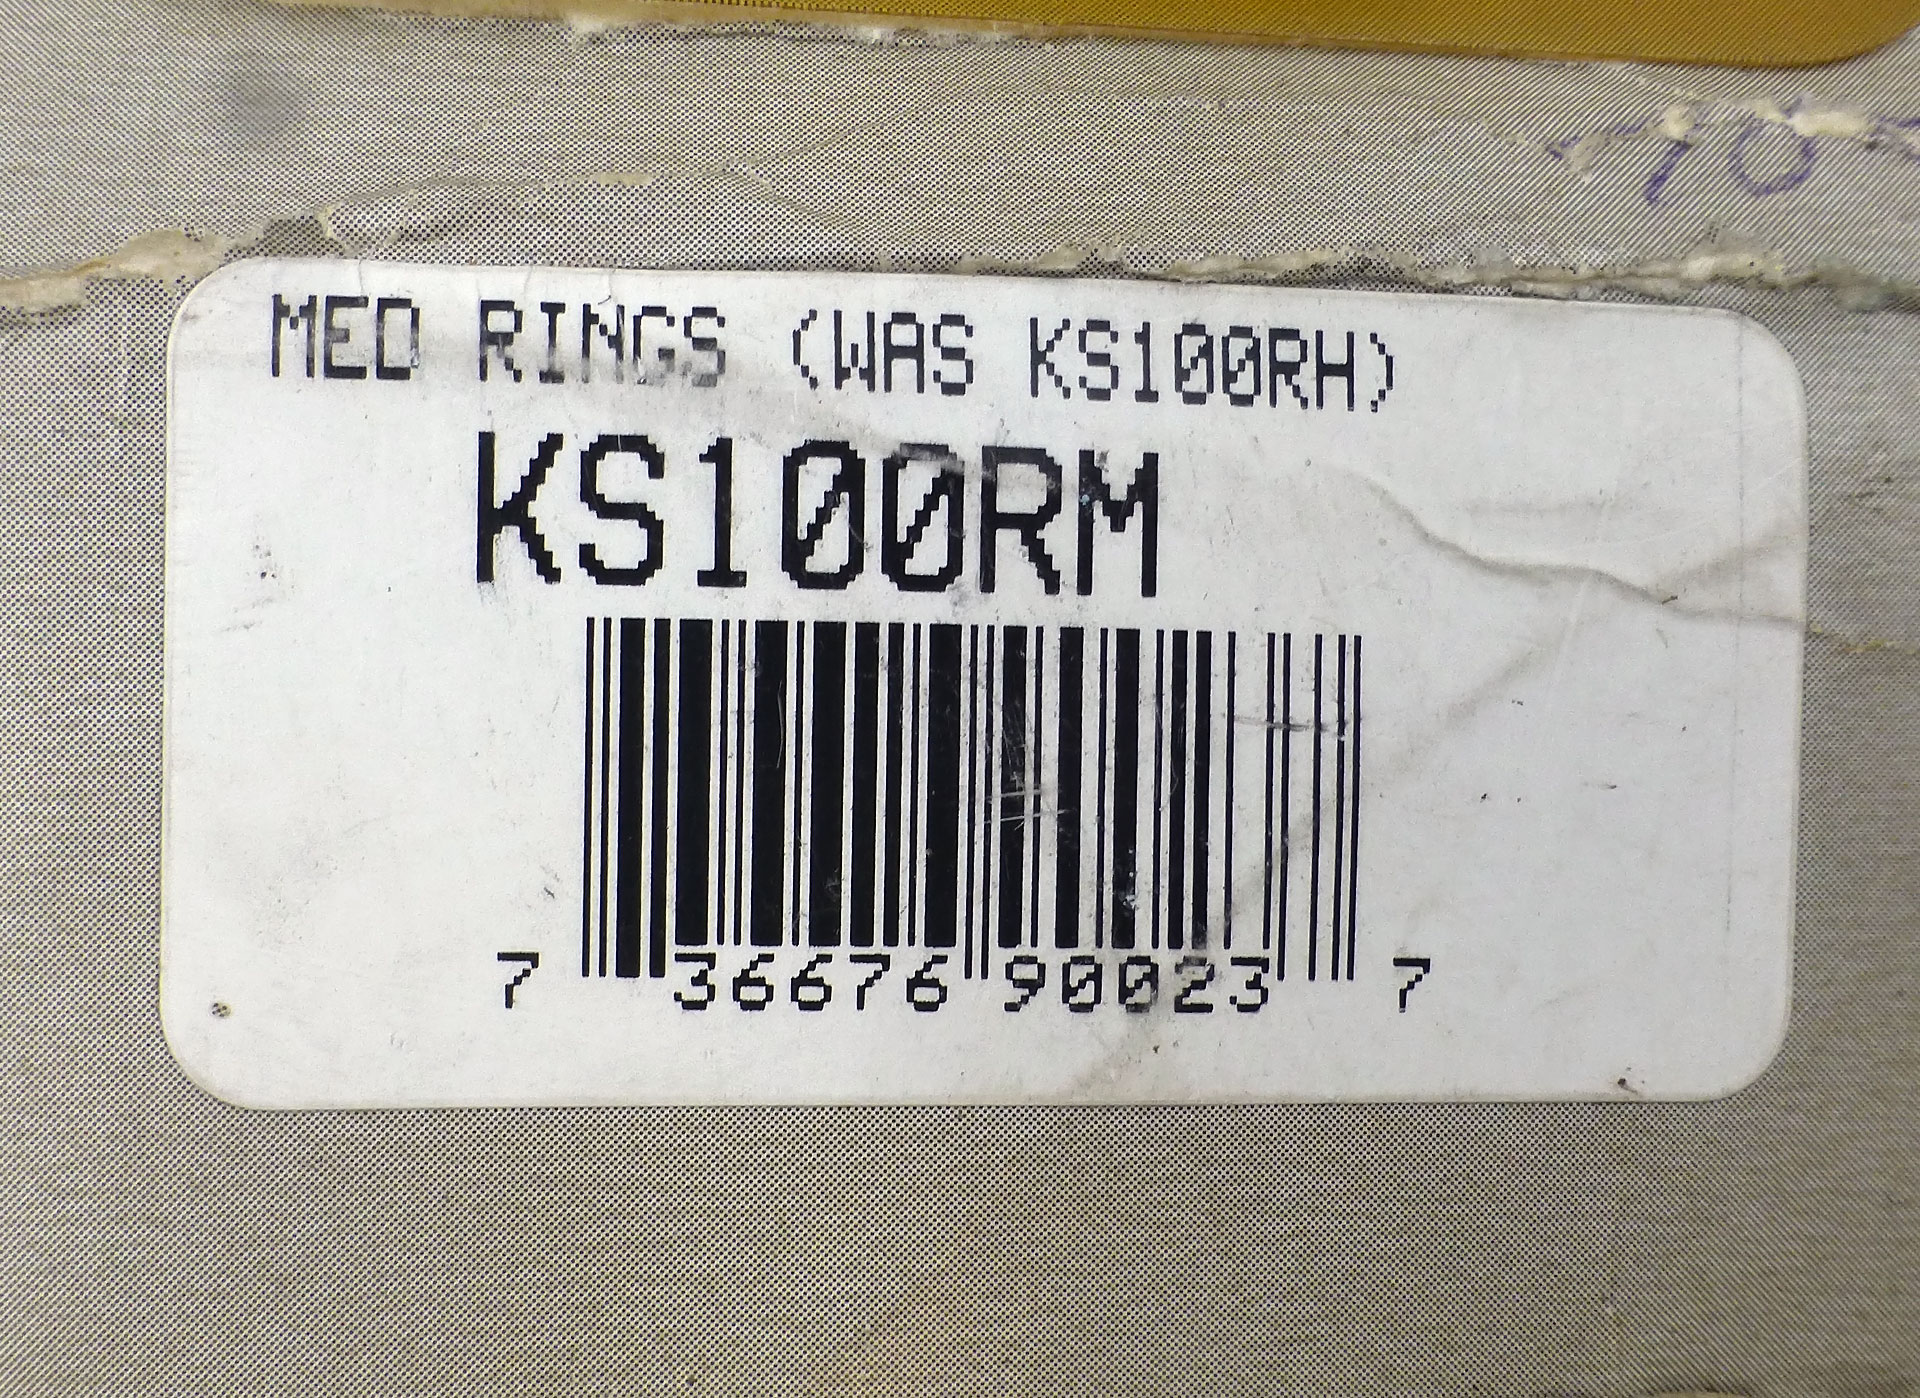 MED RINGS (WAS KS100RH)
KS100RM
7 36676 90023 7